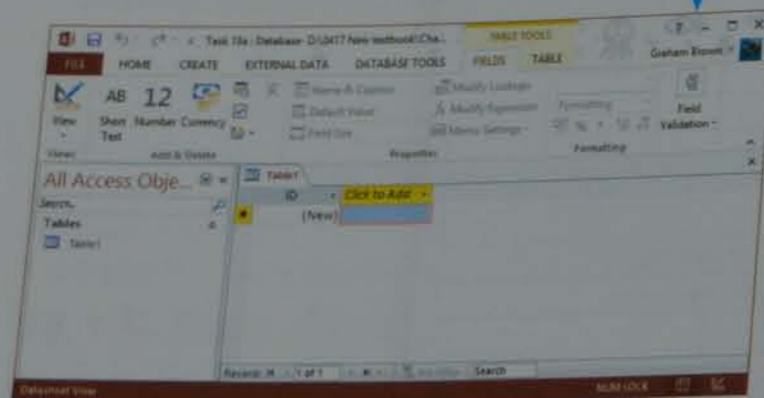 Task 18a : Database- D:\0417 New textbook\Cha... TABLE TOOLS ?
FILE HOME CREATE EXTERNAL DATA DATABASE TOOLS FIELDS TABLE Graham Brown
View AB Short Text 12 Number Currency
Name & Caption
Default Value
Field Size
Modify Lookups
Modify Expression
Memo Settings
Formatting
Field Validation
Views Add & Delete Properties Formatting
All Access Obje...
Search..
Tables
Table1
Table1
ID Click to Add
(New)
Record: 1 of 1 Search
Datasheet View NUM LOCK